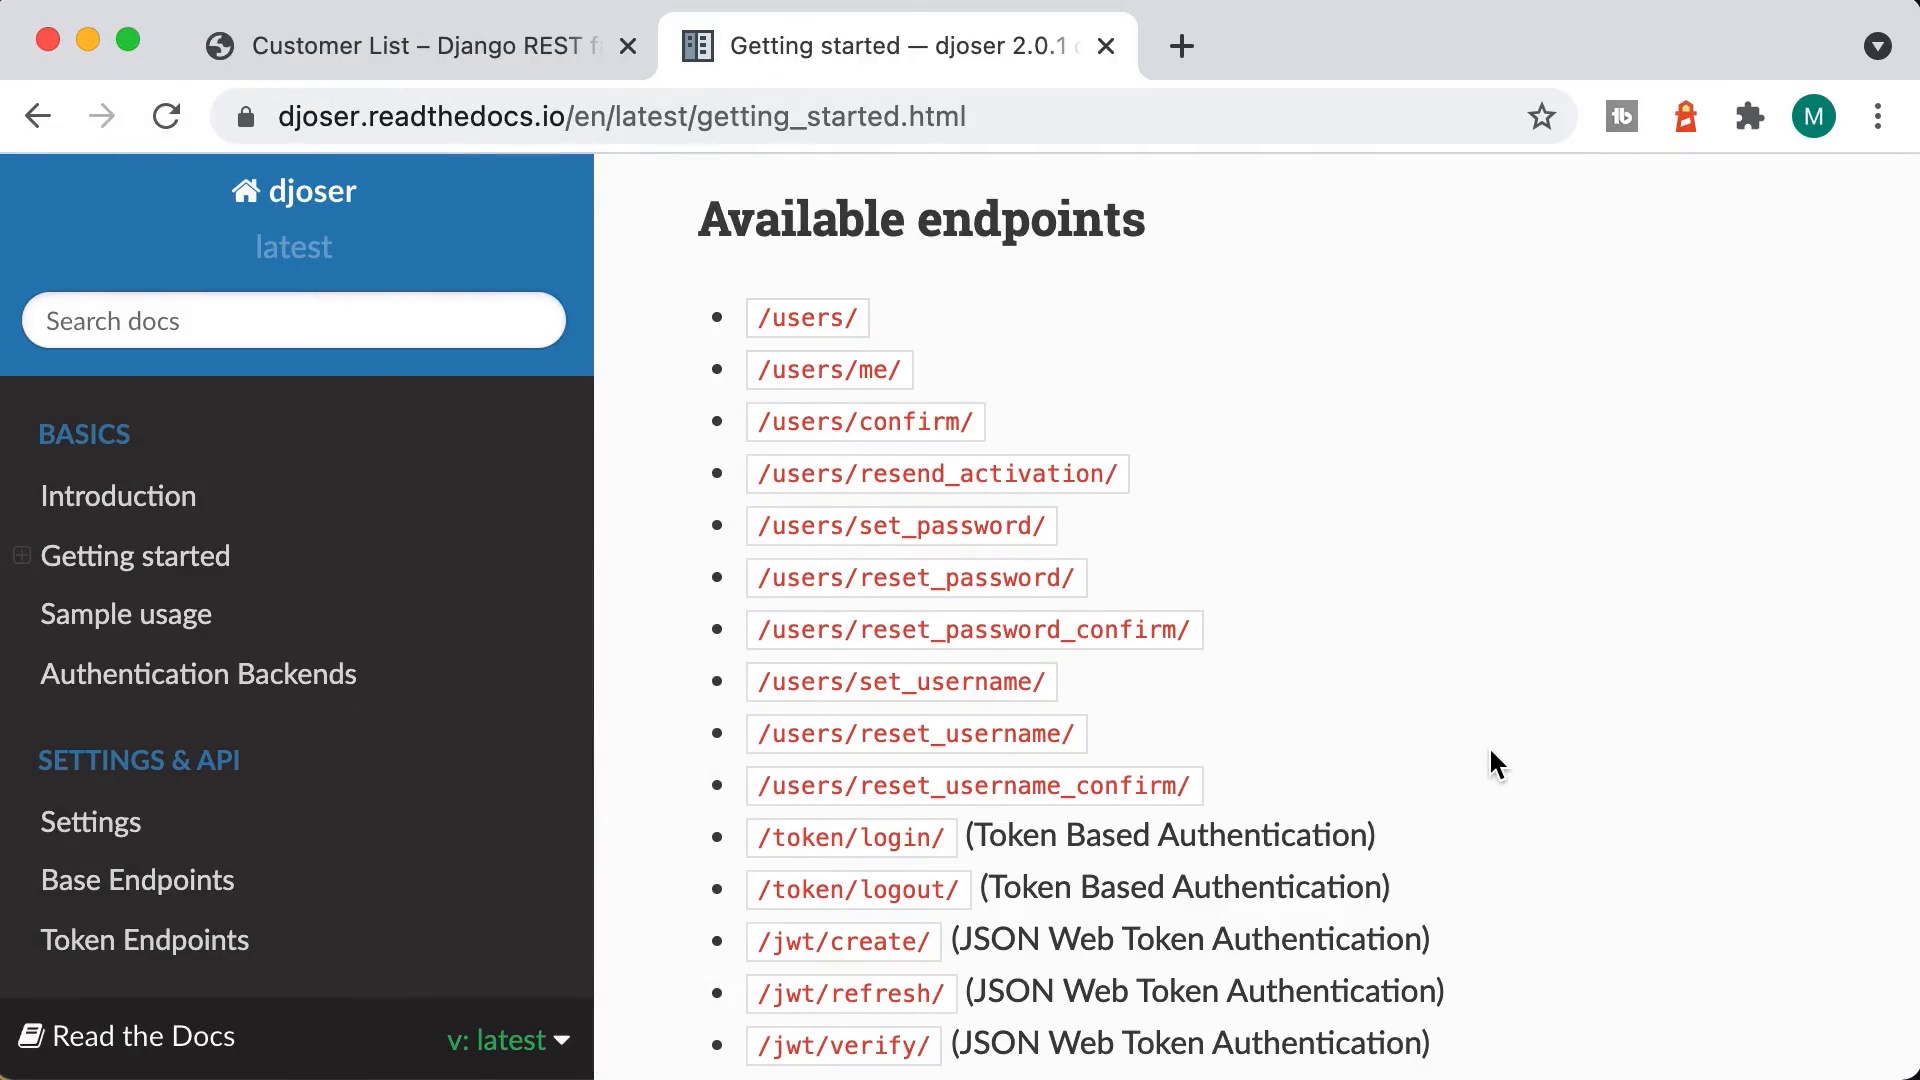 Customer List – Django REST f
Getting started — djoser 2.0.1
djoser.readthedocs.io/en/latest/getting_started.html
M
djoser
latest
Search docs
BASICS
Introduction
Getting started
Sample usage
Authentication Backends
SETTINGS & API
Settings
Base Endpoints
Token Endpoints
Read the Docs
v: latest
Available endpoints
/users/
/users/me/
/users/confirm/
/users/resend_activation/
/users/set_password/
/users/reset_password/
/users/reset_password_confirm/
/users/set_username/
/users/reset_username/
/users/reset_username_confirm/
/token/login/ (Token Based Authentication)
/token/logout/ (Token Based Authentication)
/jwt/create/ (JSON Web Token Authentication)
/jwt/refresh/ (JSON Web Token Authentication)
/jwt/verify/ (JSON Web Token Authentication)